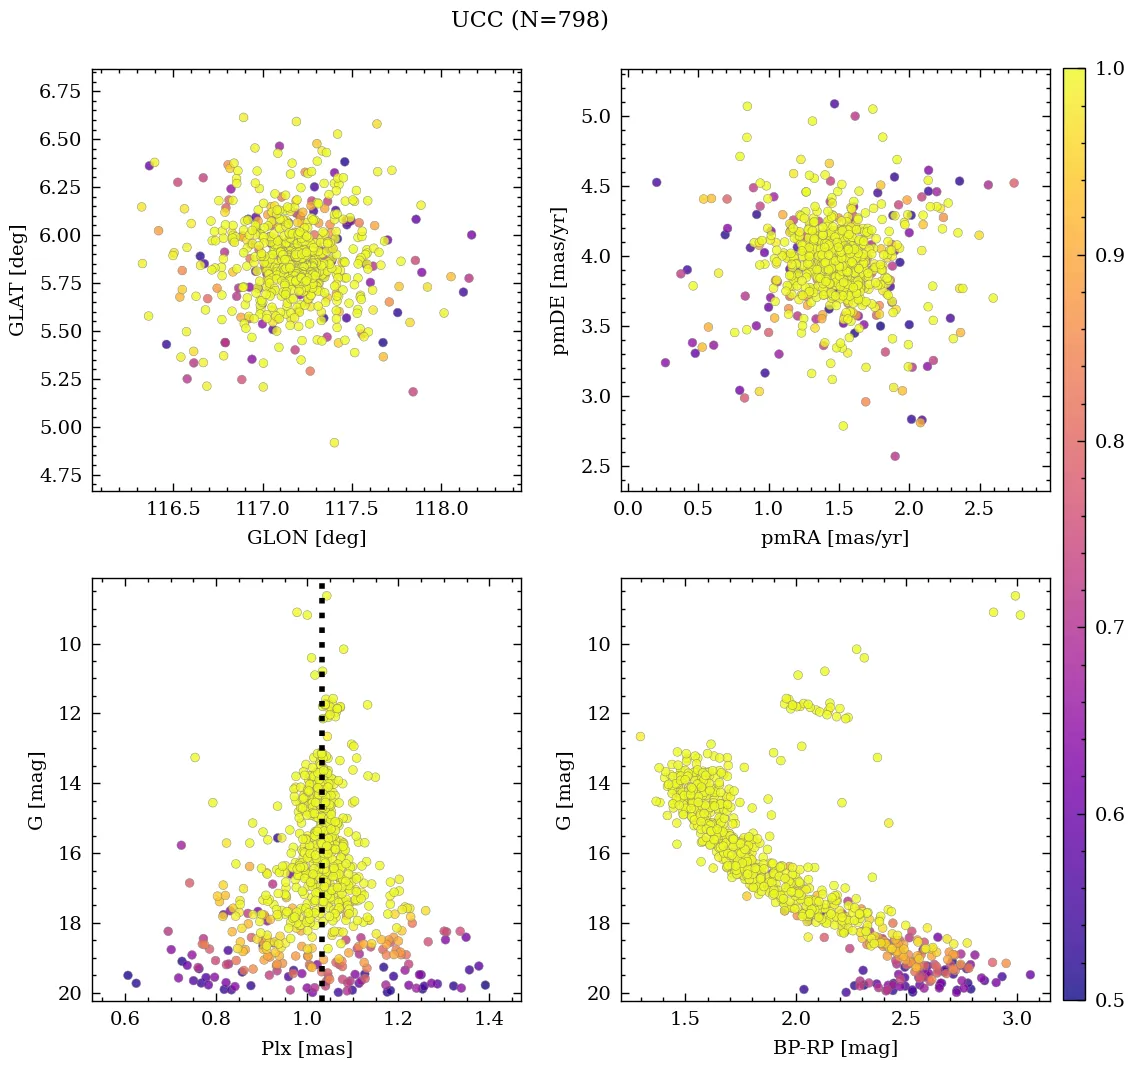 UCC (N=798)
6.75
6.50
6.25
6.00
5.75
5.50
5.25
5.00
4.75
GLAT [deg]
116.5 117.0 117.5 118.0
GLON [deg]
5.0
4.5
4.0
3.5
3.0
2.5
pmDE [mas/yr]
0.0 0.5 1.0 1.5 2.0 2.5
pmRA [mas/yr]
1.0
0.9
0.8
0.7
0.6
0.5
10
12
14
16
18
20
G [mag]
0.6 0.8 1.0 1.2 1.4
Plx [mas]
10
12
14
16
18
20
G [mag]
1.5 2.0 2.5 3.0
BP-RP [mag]